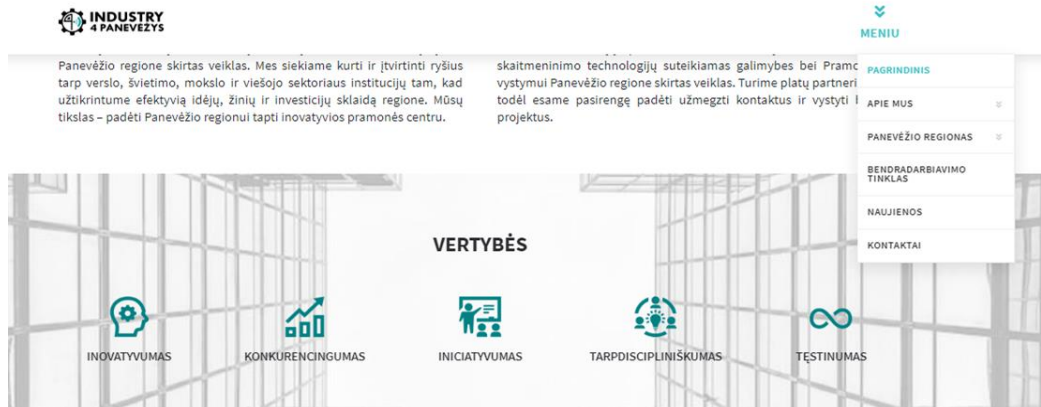 INDUSTRY
4 PANEVĖŽYS
MENIU
Panevėžio regione skirtas veiklas. Mes siekiame kurti ir įtvirtinti ryšius
tarp verslo, švietimo, mokslo ir viešojo sektoriaus institucijų tam, kad
užtikrintume efektyvią idėjų, žinių ir investicijų sklaidą regione. Mūsų
tikslas – padėti Panevėžio regionui tapti inovatyvios pramonės centru.
skaitmeninimo technologijų suteikiamas galimybes bei Pramo
vystymui Panevėžio regione skirtas veiklas. Turime platų partneri
todėl esame pasirengę padėti užmegzti kontaktus ir vystyti
projektus.
PAGRINDINIS
APIE MUS
PANEVĖŽIO REGIONAS
BENDRADARBIAVIMO
TINKLAS
NAUJIENOS
KONTAKTAI
VERTYBĖS
INOVATYVUMAS
KONKURENCINGUMAS
INICIATYVUMAS
TARPDISCIPLINIŠKUMAS
TĘSTINUMAS